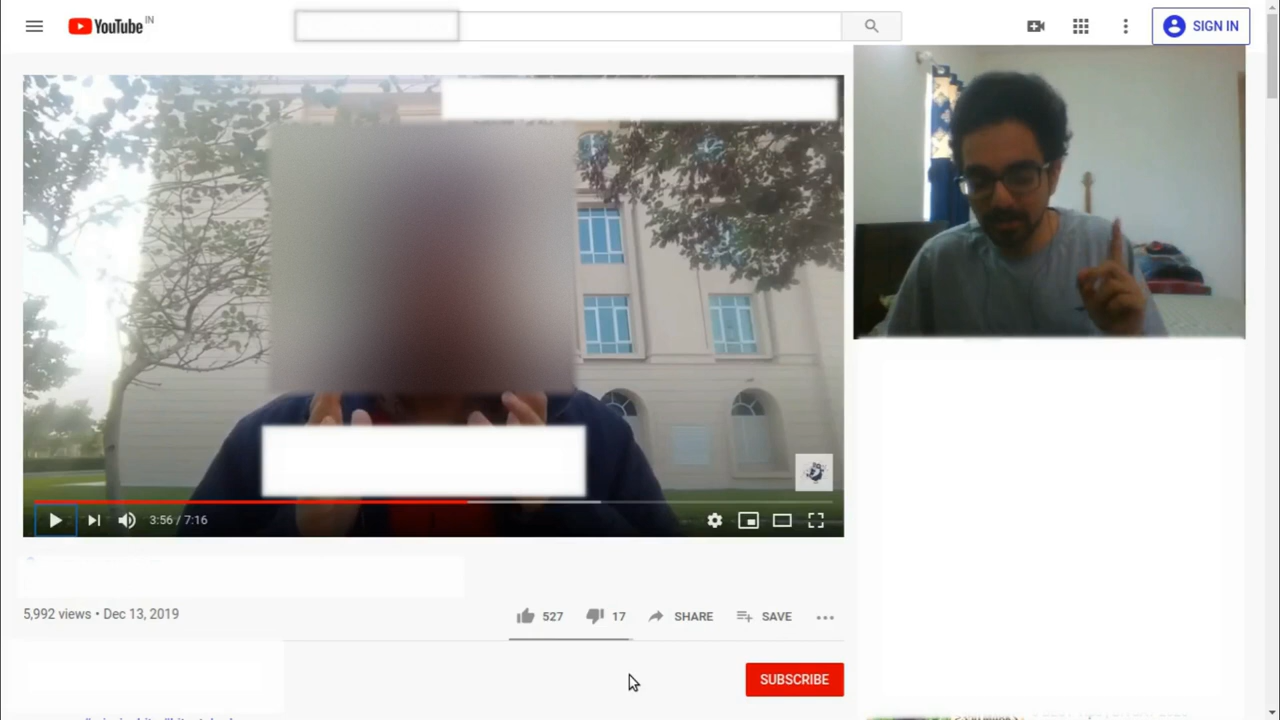 YouTube IN
SIGN IN
3:56 / 7:16
5,992 views • Dec 13, 2019
527
17
SHARE
SAVE
SUBSCRIBE